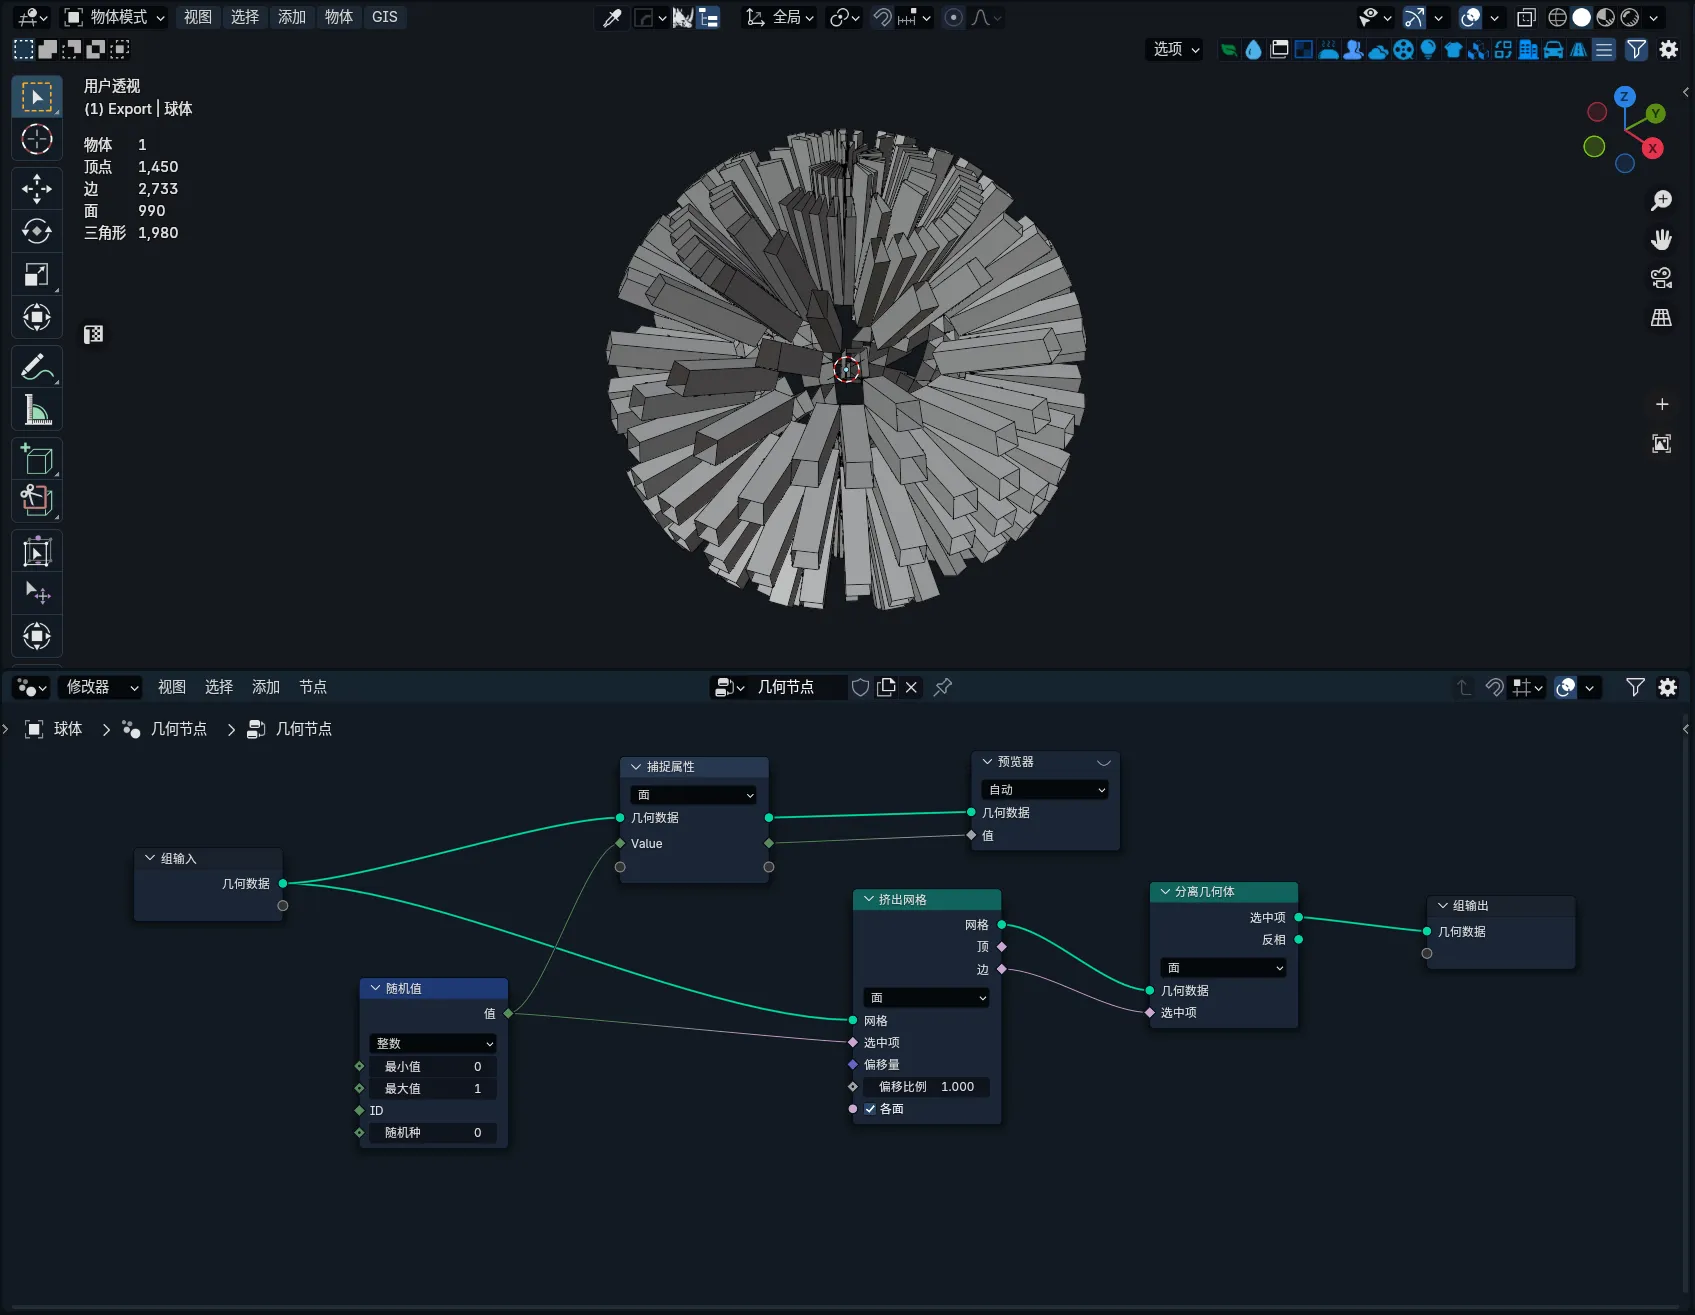 物体模式 视图 选择 添加 物体 GIS 全局
选项
用户透视
(1) Export | 球体
物体 1
顶点 1,450
边 2,733
面 990
三角形 1,980
Z
Y
X
修改器 视图 选择 添加 节点 几何节点
球体 几何节点 几何节点
组输入
几何数据
随机值
值
整数
最小值 0
最大值 1
ID
随机种 0
捕捉属性
面
几何数据
Value
预览器
自动
几何数据
值
挤出网格
网格
顶
边
面
网格
选中项
偏移量
偏移比例 1.000
各面
分离几何体
选中项
反相
面
几何数据
选中项
组输出
几何数据